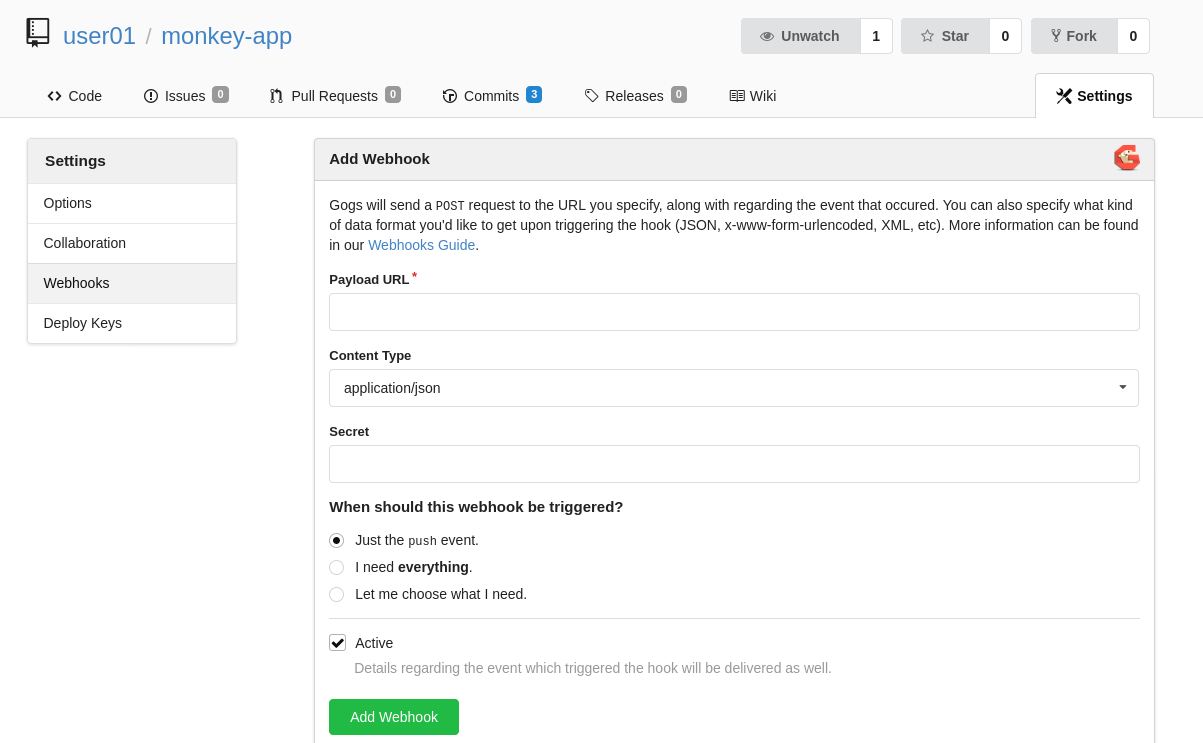 user01 / monkey-app
Unwatch 1 Star 0 Fork 0
Code Issues 0 Pull Requests 0 Commits 3 Releases 0 Wiki Settings
Settings
Options
Collaboration
Webhooks
Deploy Keys
Add Webhook
Gogs will send a POST request to the URL you specify, along with regarding the event that occured. You can also specify what kind
of data format you'd like to get upon triggering the hook (JSON, x-www-form-urlencoded, XML, etc). More information can be found
in our Webhooks Guide.
Payload URL *
Content Type
application/json
Secret
When should this webhook be triggered?
Just the push event.
I need everything.
Let me choose what I need.
Active
Details regarding the event which triggered the hook will be delivered as well.
Add Webhook